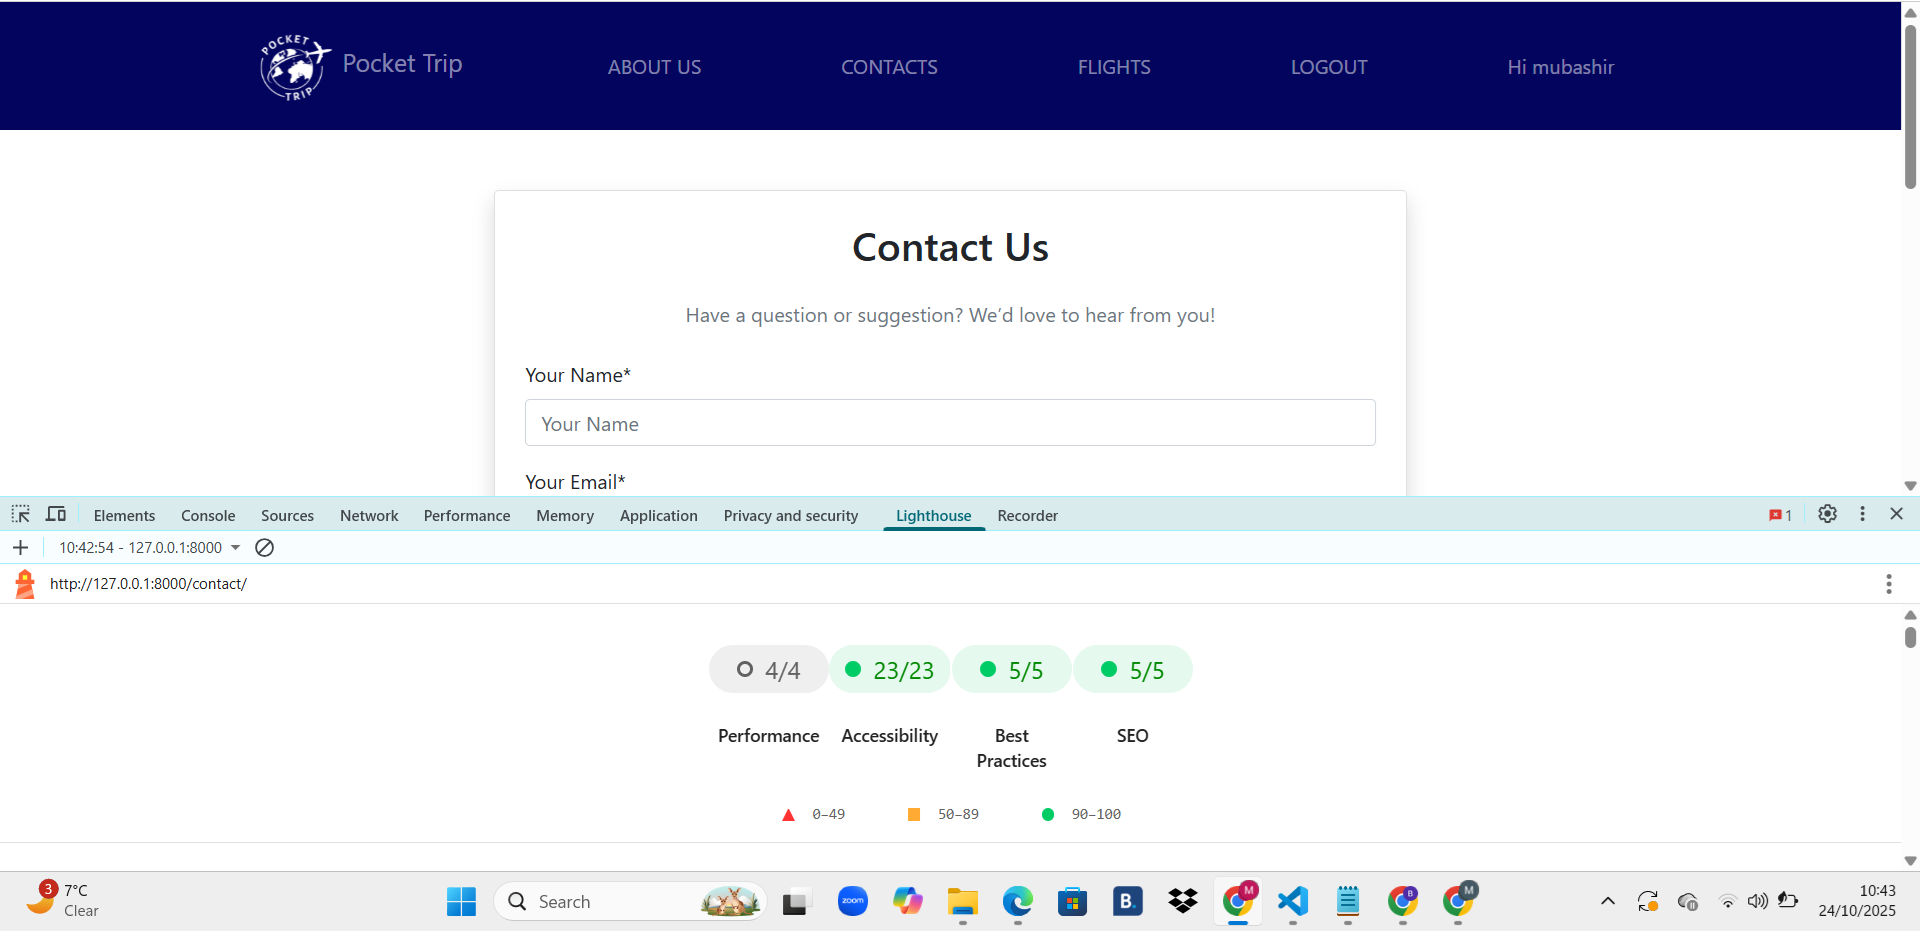 POCKET TRIP
Pocket Trip
ABOUT US
CONTACTS
FLIGHTS
LOGOUT
Hi mubashir
Contact Us
Have a question or suggestion? We’d love to hear from you!
Your Name*
Your Name
Your Email*
Elements Console Sources Network Performance Memory Application Privacy and security Lighthouse Recorder 1
10:42:54 - 127.0.0.1:8000
http://127.0.0.1:8000/contact/
4/4 23/23 5/5 5/5
Performance Accessibility Best Practices SEO
0–49 50–89 90–100
3 7°C
Clear
Search
zoom
B.
M
B
M
10:43
24/10/2025